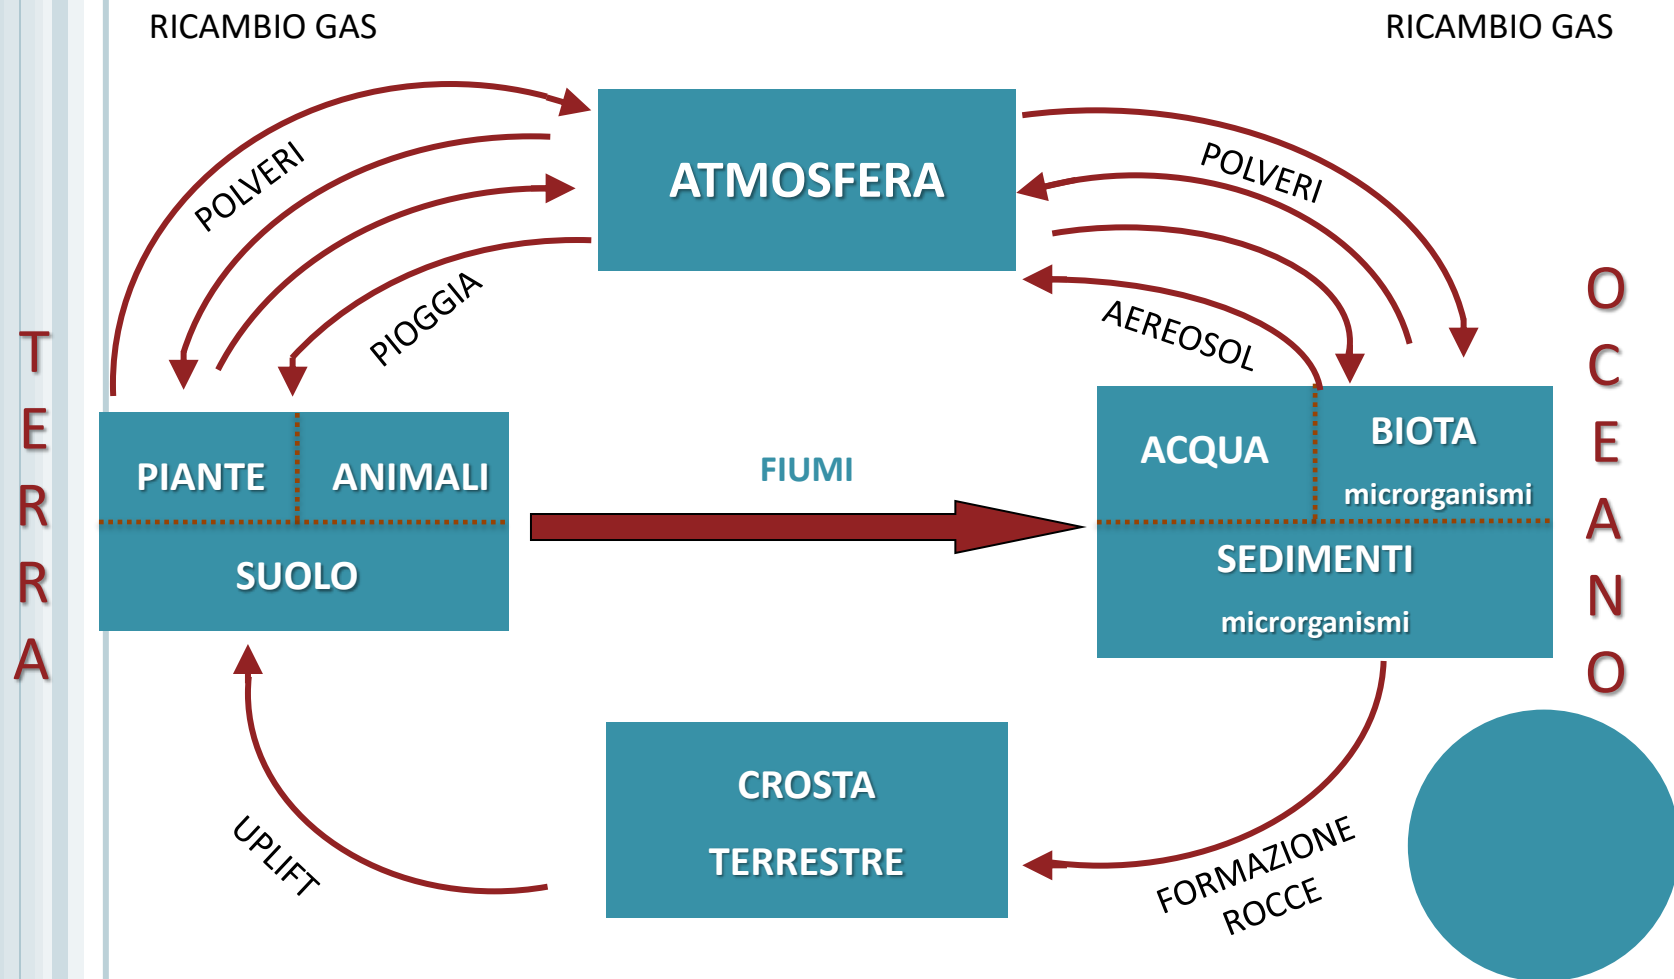 RICAMBIO GAS
RICAMBIO GAS
ATMOSFERA
POLVERI
POLVERI
PIOGGIA
AEREOSOL
TERRA
OCEANO
PIANTE
ANIMALI
SUOLO
FIUMI
ACQUA
BIOTA
microrganismi
SEDIMENTI
microrganismi
CROSTA
TERRESTRE
UPLIFT
FORMAZIONE
ROCCE